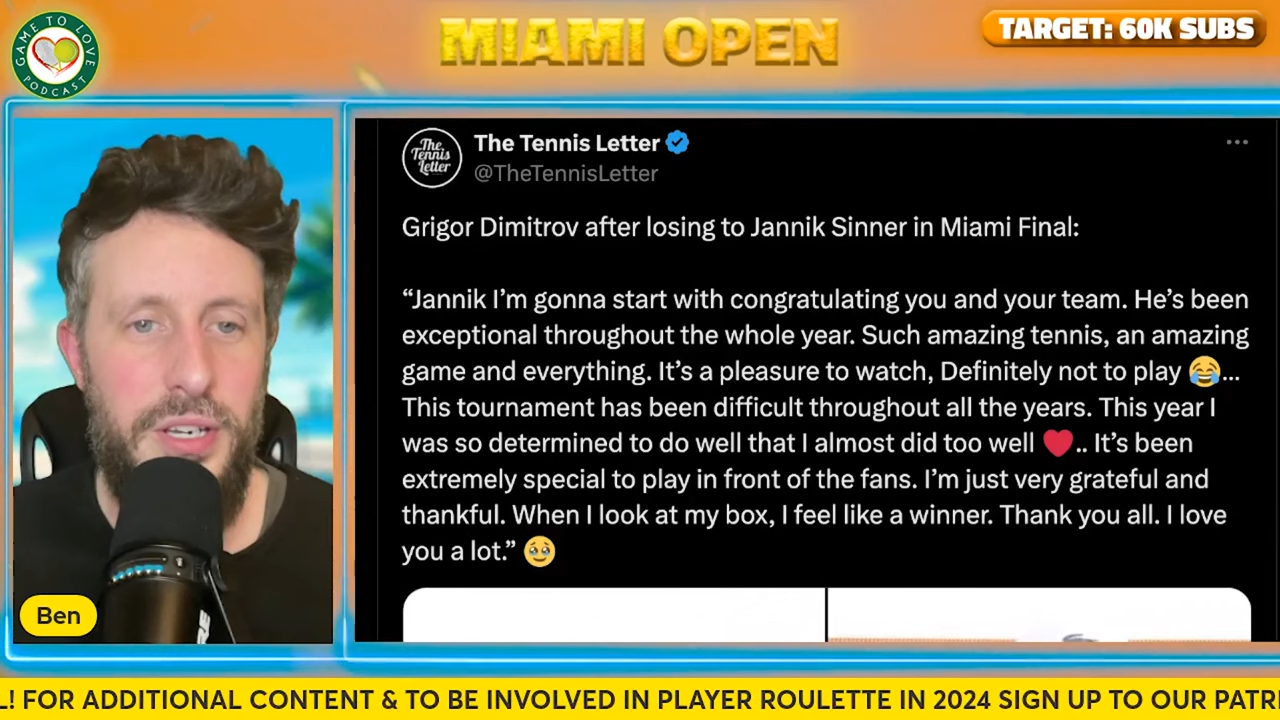 GAME TO LOVE
PODCAST
MIAMI OPEN
TARGET: 60K SUBS
The Tennis Letter
The Tennis Letter
@TheTennisLetter
Grigor Dimitrov after losing to Jannik Sinner in Miami Final:
“Jannik I’m gonna start with congratulating you and your team. He’s been
exceptional throughout the whole year. Such amazing tennis, an amazing
game and everything. It’s a pleasure to watch, Definitely not to play 😂...
This tournament has been difficult throughout all the years. This year I
was so determined to do well that I almost did too well ❤️.. It’s been
extremely special to play in front of the fans. I’m just very grateful and
thankful. When I look at my box, I feel like a winner. Thank you all. I love
you a lot.” 🥹
Ben
L! FOR ADDITIONAL CONTENT & TO BE INVOLVED IN PLAYER ROULETTE IN 2024 SIGN UP TO OUR PATR